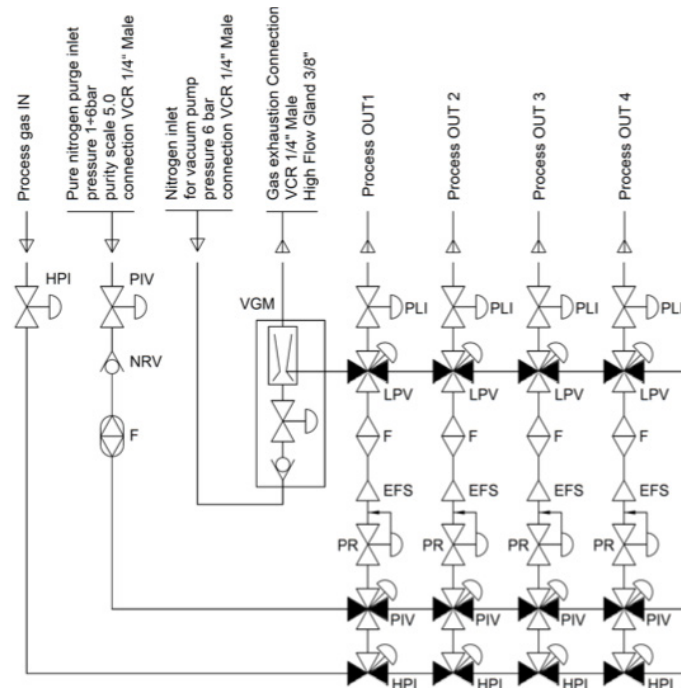 Process gas IN
Pure nitrogen purge inlet
pressure 1÷6bar
purity scale 5.0
connection VCR 1/4" Male
Nitrogen inlet
for vacuum pump
pressure 6 bar
connection VCR 1/4" Male
Gas exhaustion Connection
VCR 1/4" Male
High Flow Gland 3/8"
Process OUT1
Process OUT 2
Process OUT 3
Process OUT 4
HPI
PIV
PLI
PLI
PLI
PLI
VGM
NRV
LPV
LPV
LPV
LPV
F
F
F
F
F
EFS
EFS
EFS
EFS
PR
PR
PR
PR
PIV
PIV
PIV
PIV
HPI
HPI
HPI
HPI